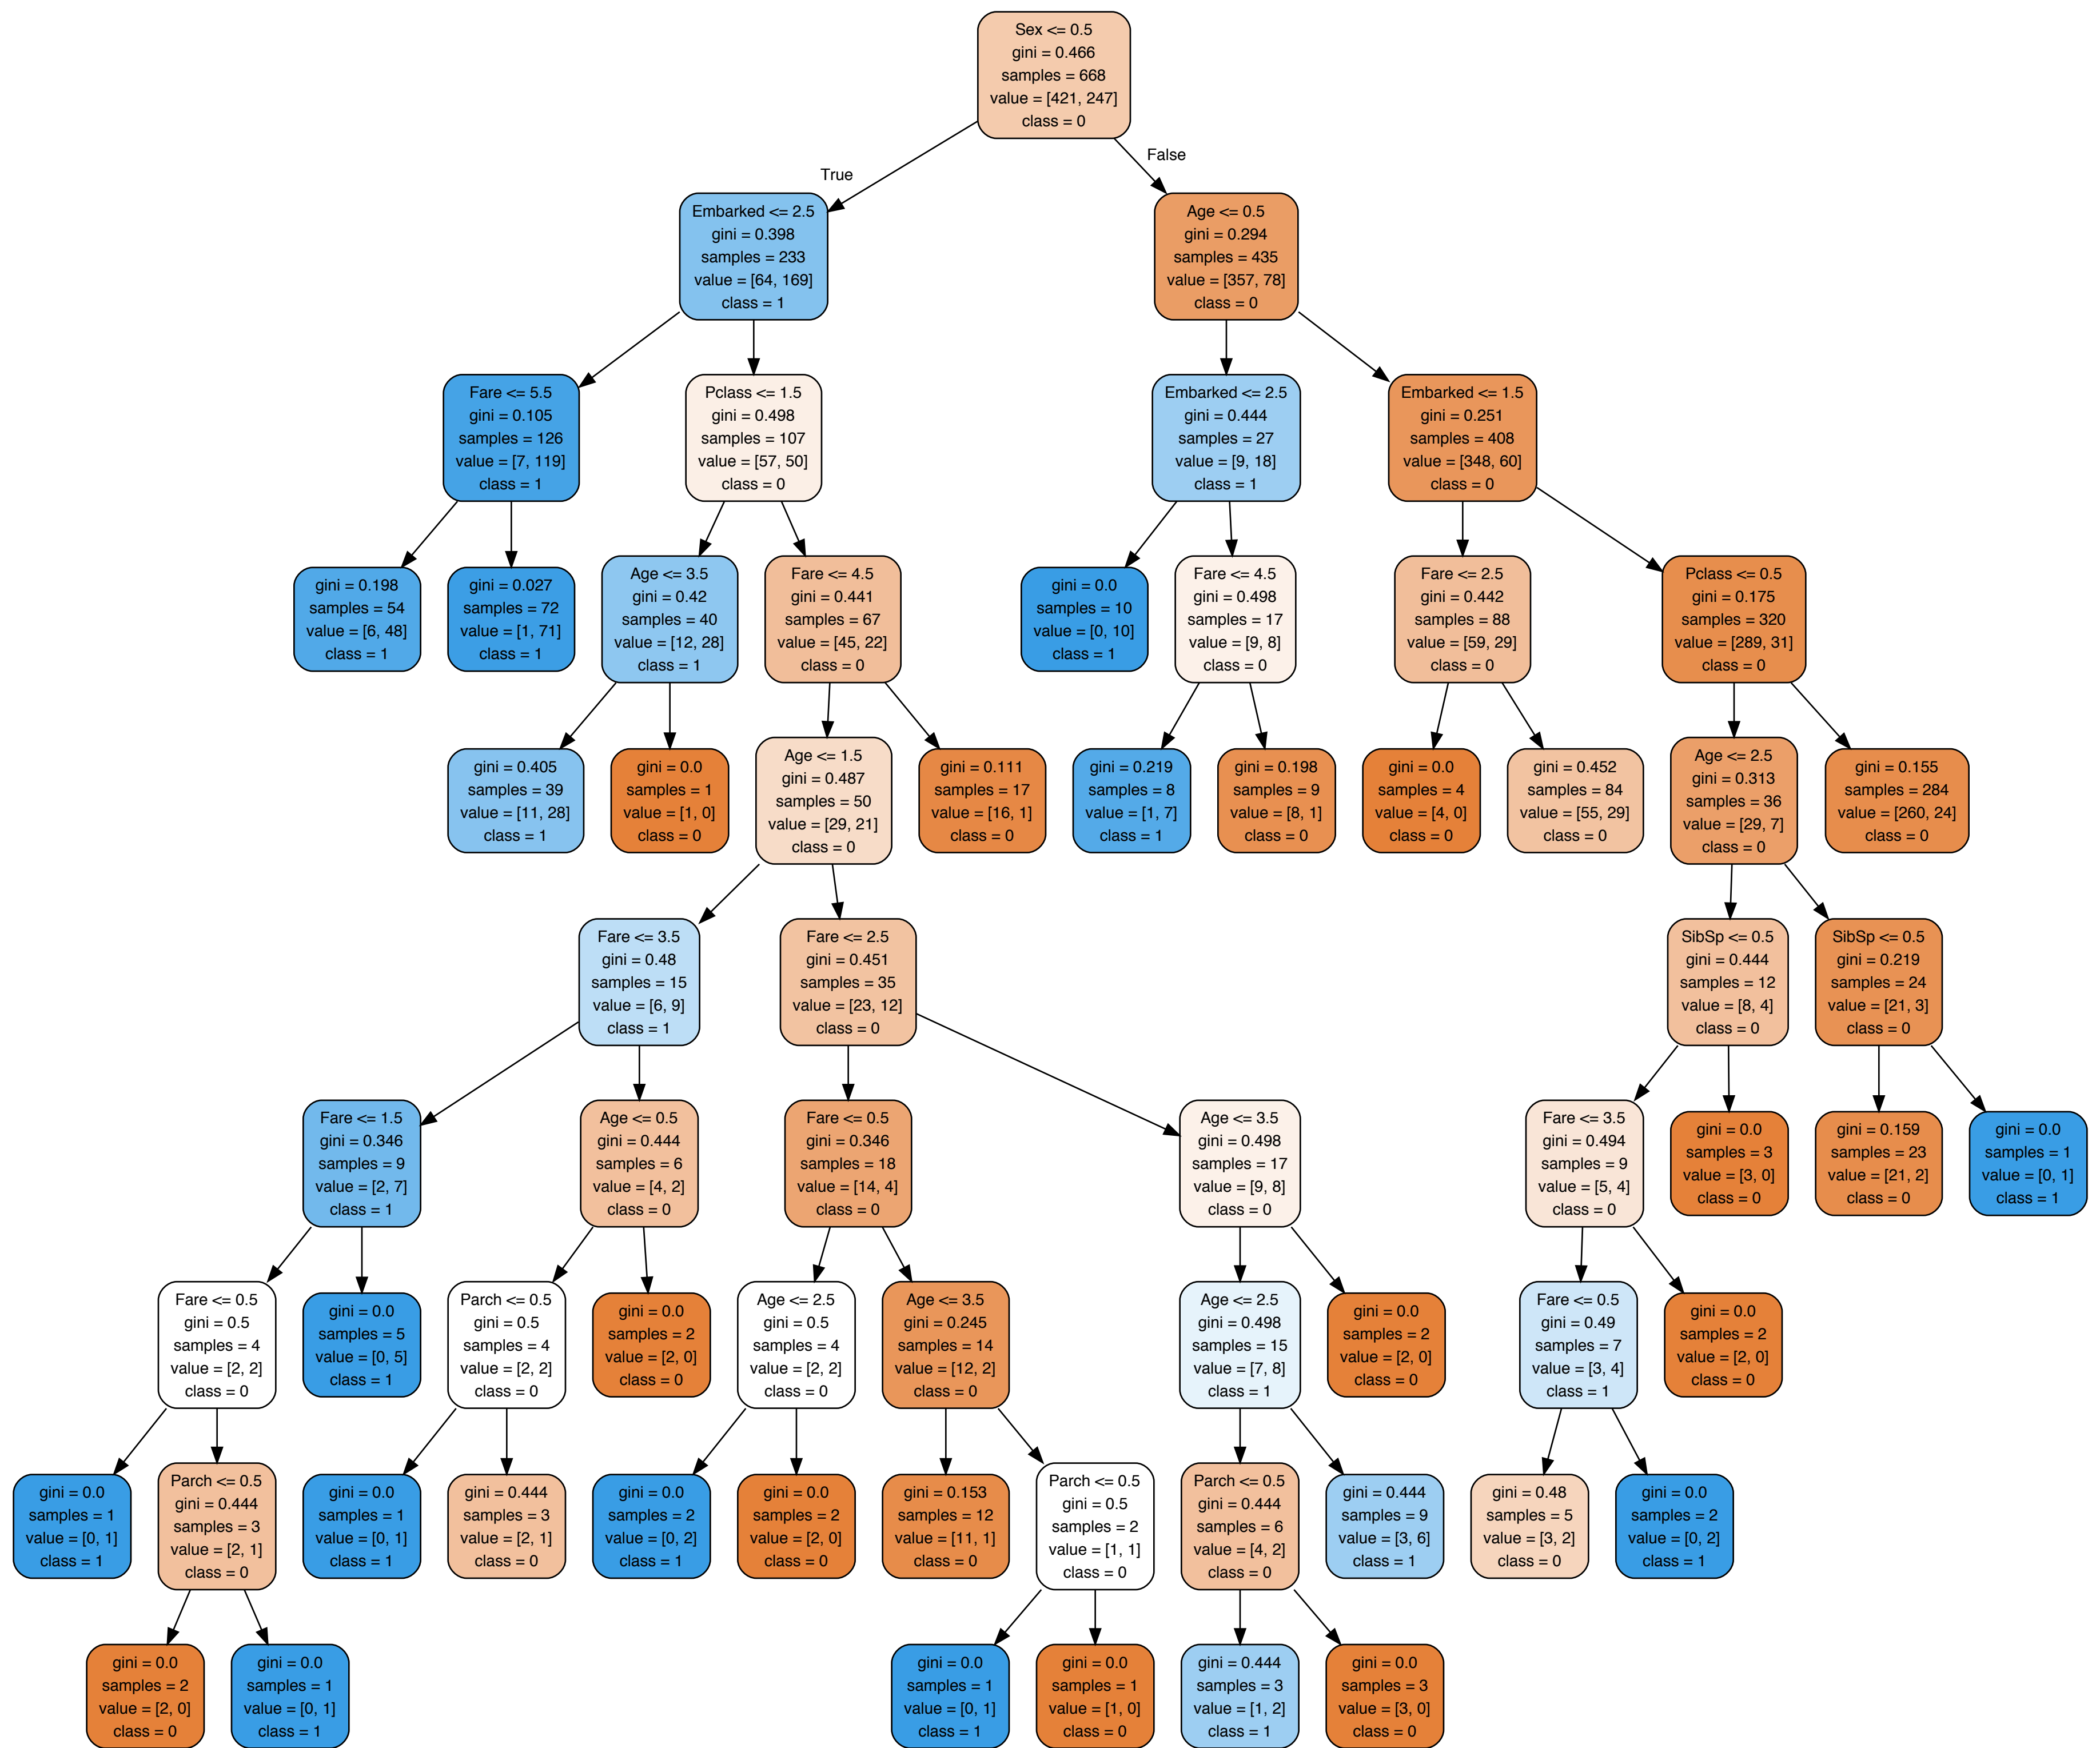 Sex <= 0.5
gini = 0.466
samples = 668
value = [421, 247]
class = 0
True
False
Embarked <= 2.5
gini = 0.398
samples = 233
value = [64, 169]
class = 1
Age <= 0.5
gini = 0.294
samples = 435
value = [357, 78]
class = 0
Fare <= 5.5
gini = 0.105
samples = 126
value = [7, 119]
class = 1
Pclass <= 1.5
gini = 0.498
samples = 107
value = [57, 50]
class = 0
Embarked <= 2.5
gini = 0.444
samples = 27
value = [9, 18]
class = 1
Embarked <= 1.5
gini = 0.251
samples = 408
value = [348, 60]
class = 0
gini = 0.198
samples = 54
value = [6, 48]
class = 1
gini = 0.027
samples = 72
value = [1, 71]
class = 1
Age <= 3.5
gini = 0.42
samples = 40
value = [12, 28]
class = 1
Fare <= 4.5
gini = 0.441
samples = 67
value = [45, 22]
class = 0
gini = 0.0
samples = 10
value = [0, 10]
class = 1
Fare <= 4.5
gini = 0.498
samples = 17
value = [9, 8]
class = 0
Fare <= 2.5
gini = 0.442
samples = 88
value = [59, 29]
class = 0
Pclass <= 0.5
gini = 0.175
samples = 320
value = [289, 31]
class = 0
gini = 0.405
samples = 39
value = [11, 28]
class = 1
gini = 0.0
samples = 1
value = [1, 0]
class = 0
Age <= 1.5
gini = 0.487
samples = 50
value = [29, 21]
class = 0
gini = 0.111
samples = 17
value = [16, 1]
class = 0
gini = 0.219
samples = 8
value = [1, 7]
class = 1
gini = 0.198
samples = 9
value = [8, 1]
class = 0
gini = 0.0
samples = 4
value = [4, 0]
class = 0
gini = 0.452
samples = 84
value = [55, 29]
class = 0
Age <= 2.5
gini = 0.313
samples = 36
value = [29, 7]
class = 0
gini = 0.155
samples = 284
value = [260, 24]
class = 0
Fare <= 3.5
gini = 0.48
samples = 15
value = [6, 9]
class = 1
Fare <= 2.5
gini = 0.451
samples = 35
value = [23, 12]
class = 0
SibSp <= 0.5
gini = 0.444
samples = 12
value = [8, 4]
class = 0
SibSp <= 0.5
gini = 0.219
samples = 24
value = [21, 3]
class = 0
Fare <= 1.5
gini = 0.346
samples = 9
value = [2, 7]
class = 1
Age <= 0.5
gini = 0.444
samples = 6
value = [4, 2]
class = 0
Fare <= 0.5
gini = 0.346
samples = 18
value = [14, 4]
class = 0
Age <= 3.5
gini = 0.498
samples = 17
value = [9, 8]
class = 0
Fare <= 3.5
gini = 0.494
samples = 9
value = [5, 4]
class = 0
gini = 0.0
samples = 3
value = [3, 0]
class = 0
gini = 0.159
samples = 23
value = [21, 2]
class = 0
gini = 0.0
samples = 1
value = [0, 1]
class = 1
Fare <= 0.5
gini = 0.5
samples = 4
value = [2, 2]
class = 0
gini = 0.0
samples = 5
value = [0, 5]
class = 1
Parch <= 0.5
gini = 0.5
samples = 4
value = [2, 2]
class = 0
gini = 0.0
samples = 2
value = [2, 0]
class = 0
Age <= 2.5
gini = 0.5
samples = 4
value = [2, 2]
class = 0
Age <= 3.5
gini = 0.245
samples = 14
value = [12, 2]
class = 0
Age <= 2.5
gini = 0.498
samples = 15
value = [7, 8]
class = 1
gini = 0.0
samples = 2
value = [2, 0]
class = 0
Fare <= 0.5
gini = 0.49
samples = 7
value = [3, 4]
class = 1
gini = 0.0
samples = 2
value = [2, 0]
class = 0
gini = 0.0
samples = 1
value = [0, 1]
class = 1
Parch <= 0.5
gini = 0.444
samples = 3
value = [2, 1]
class = 0
gini = 0.0
samples = 1
value = [0, 1]
class = 1
gini = 0.444
samples = 3
value = [2, 1]
class = 0
gini = 0.0
samples = 2
value = [0, 2]
class = 1
gini = 0.0
samples = 2
value = [2, 0]
class = 0
gini = 0.153
samples = 12
value = [11, 1]
class = 0
Parch <= 0.5
gini = 0.5
samples = 2
value = [1, 1]
class = 0
Parch <= 0.5
gini = 0.444
samples = 6
value = [4, 2]
class = 0
gini = 0.444
samples = 9
value = [3, 6]
class = 1
gini = 0.48
samples = 5
value = [3, 2]
class = 0
gini = 0.0
samples = 2
value = [0, 2]
class = 1
gini = 0.0
samples = 2
value = [2, 0]
class = 0
gini = 0.0
samples = 1
value = [0, 1]
class = 1
gini = 0.0
samples = 1
value = [0, 1]
class = 1
gini = 0.0
samples = 1
value = [1, 0]
class = 0
gini = 0.444
samples = 3
value = [1, 2]
class = 1
gini = 0.0
samples = 3
value = [3, 0]
class = 0